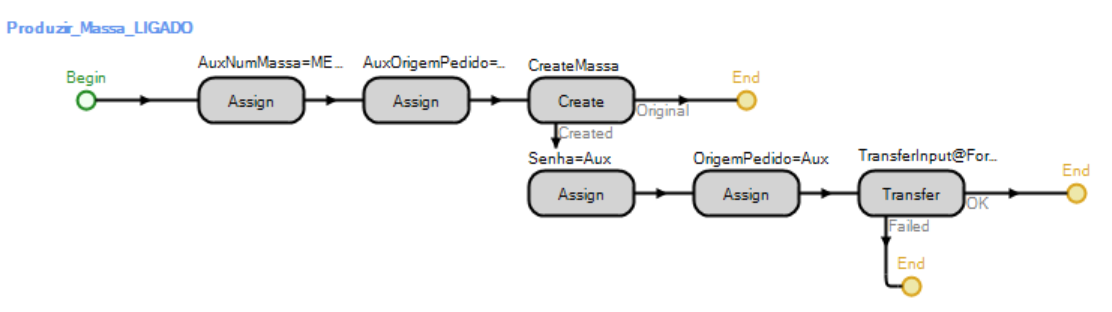 Produzir_Massa_LIGADO
Begin
AuxNumMassa=ME...
Assign
AuxOrigemPedido=...
Assign
CreateMassa
Create
Original
End
Created
Senha=Aux
Assign
OrigemPedido=Aux
Assign
TransferInput@For...
Transfer
OK
End
Failed
End